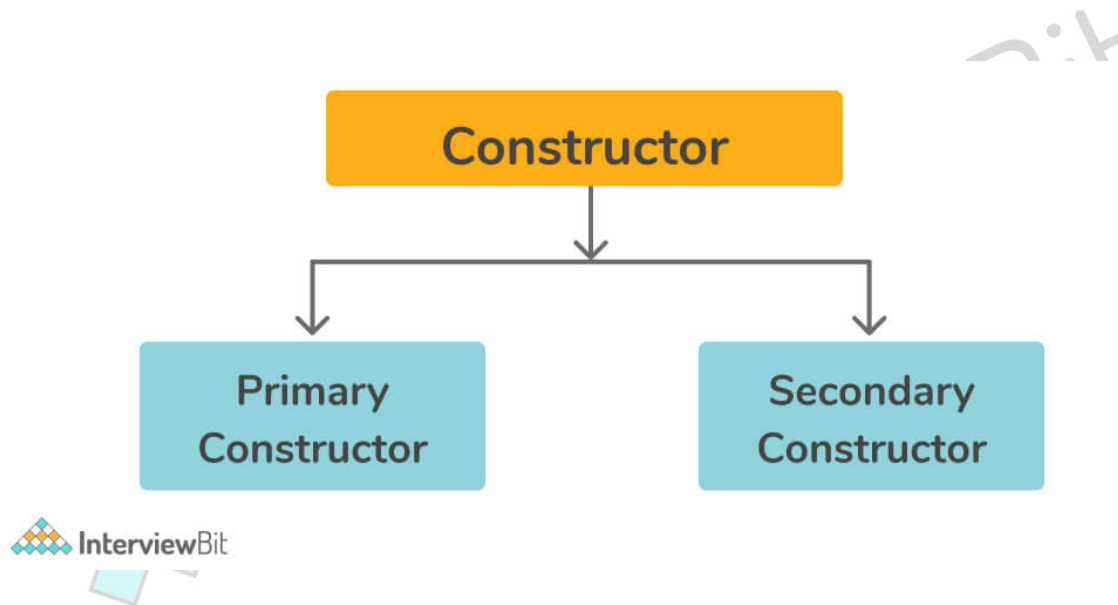 Constructor
Primary
Constructor
Secondary
Constructor
InterviewBit